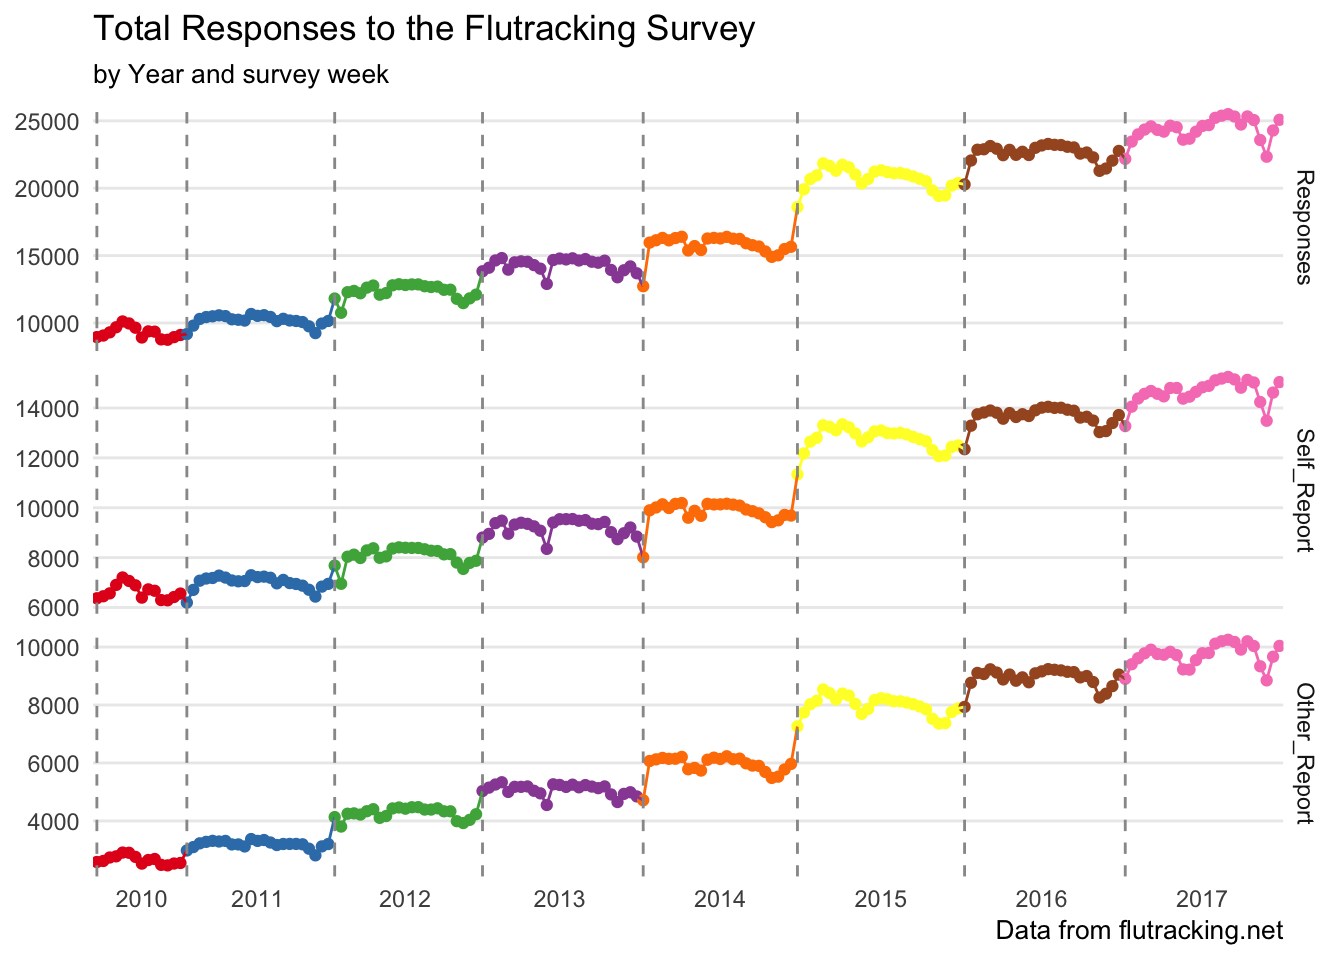 Total Responses to the Flutracking Survey
by Year and survey week
25000
20000
15000
10000
Responses
14000
12000
10000
8000
6000
Self_Report
10000
8000
6000
4000
Other_Report
2010 2011 2012 2013 2014 2015 2016 2017
Data from flutracking.net